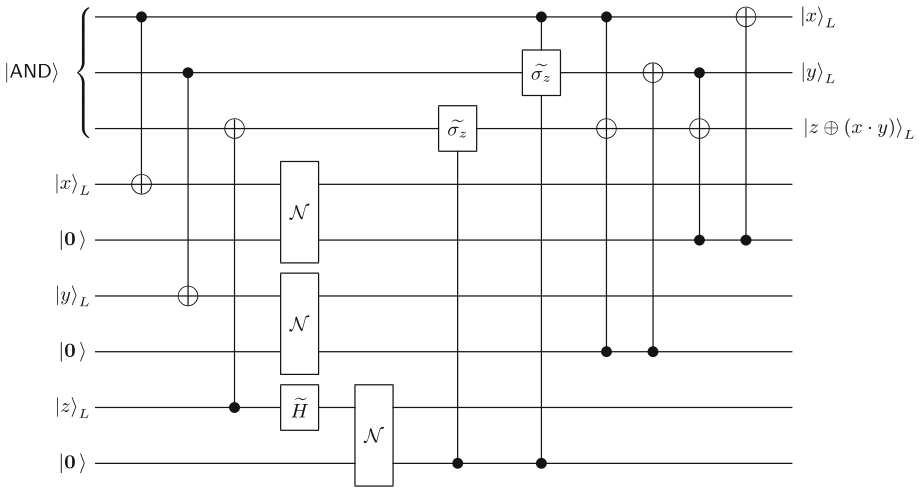 |x⟩_L
|AND⟩ |y⟩_L
σ̃_z
σ̃_z |z ⊕ (x · y)⟩_L
|x⟩_L
𝒩
|0⟩
|y⟩_L
𝒩
|0⟩
|z⟩_L H̃
𝒩
|0⟩